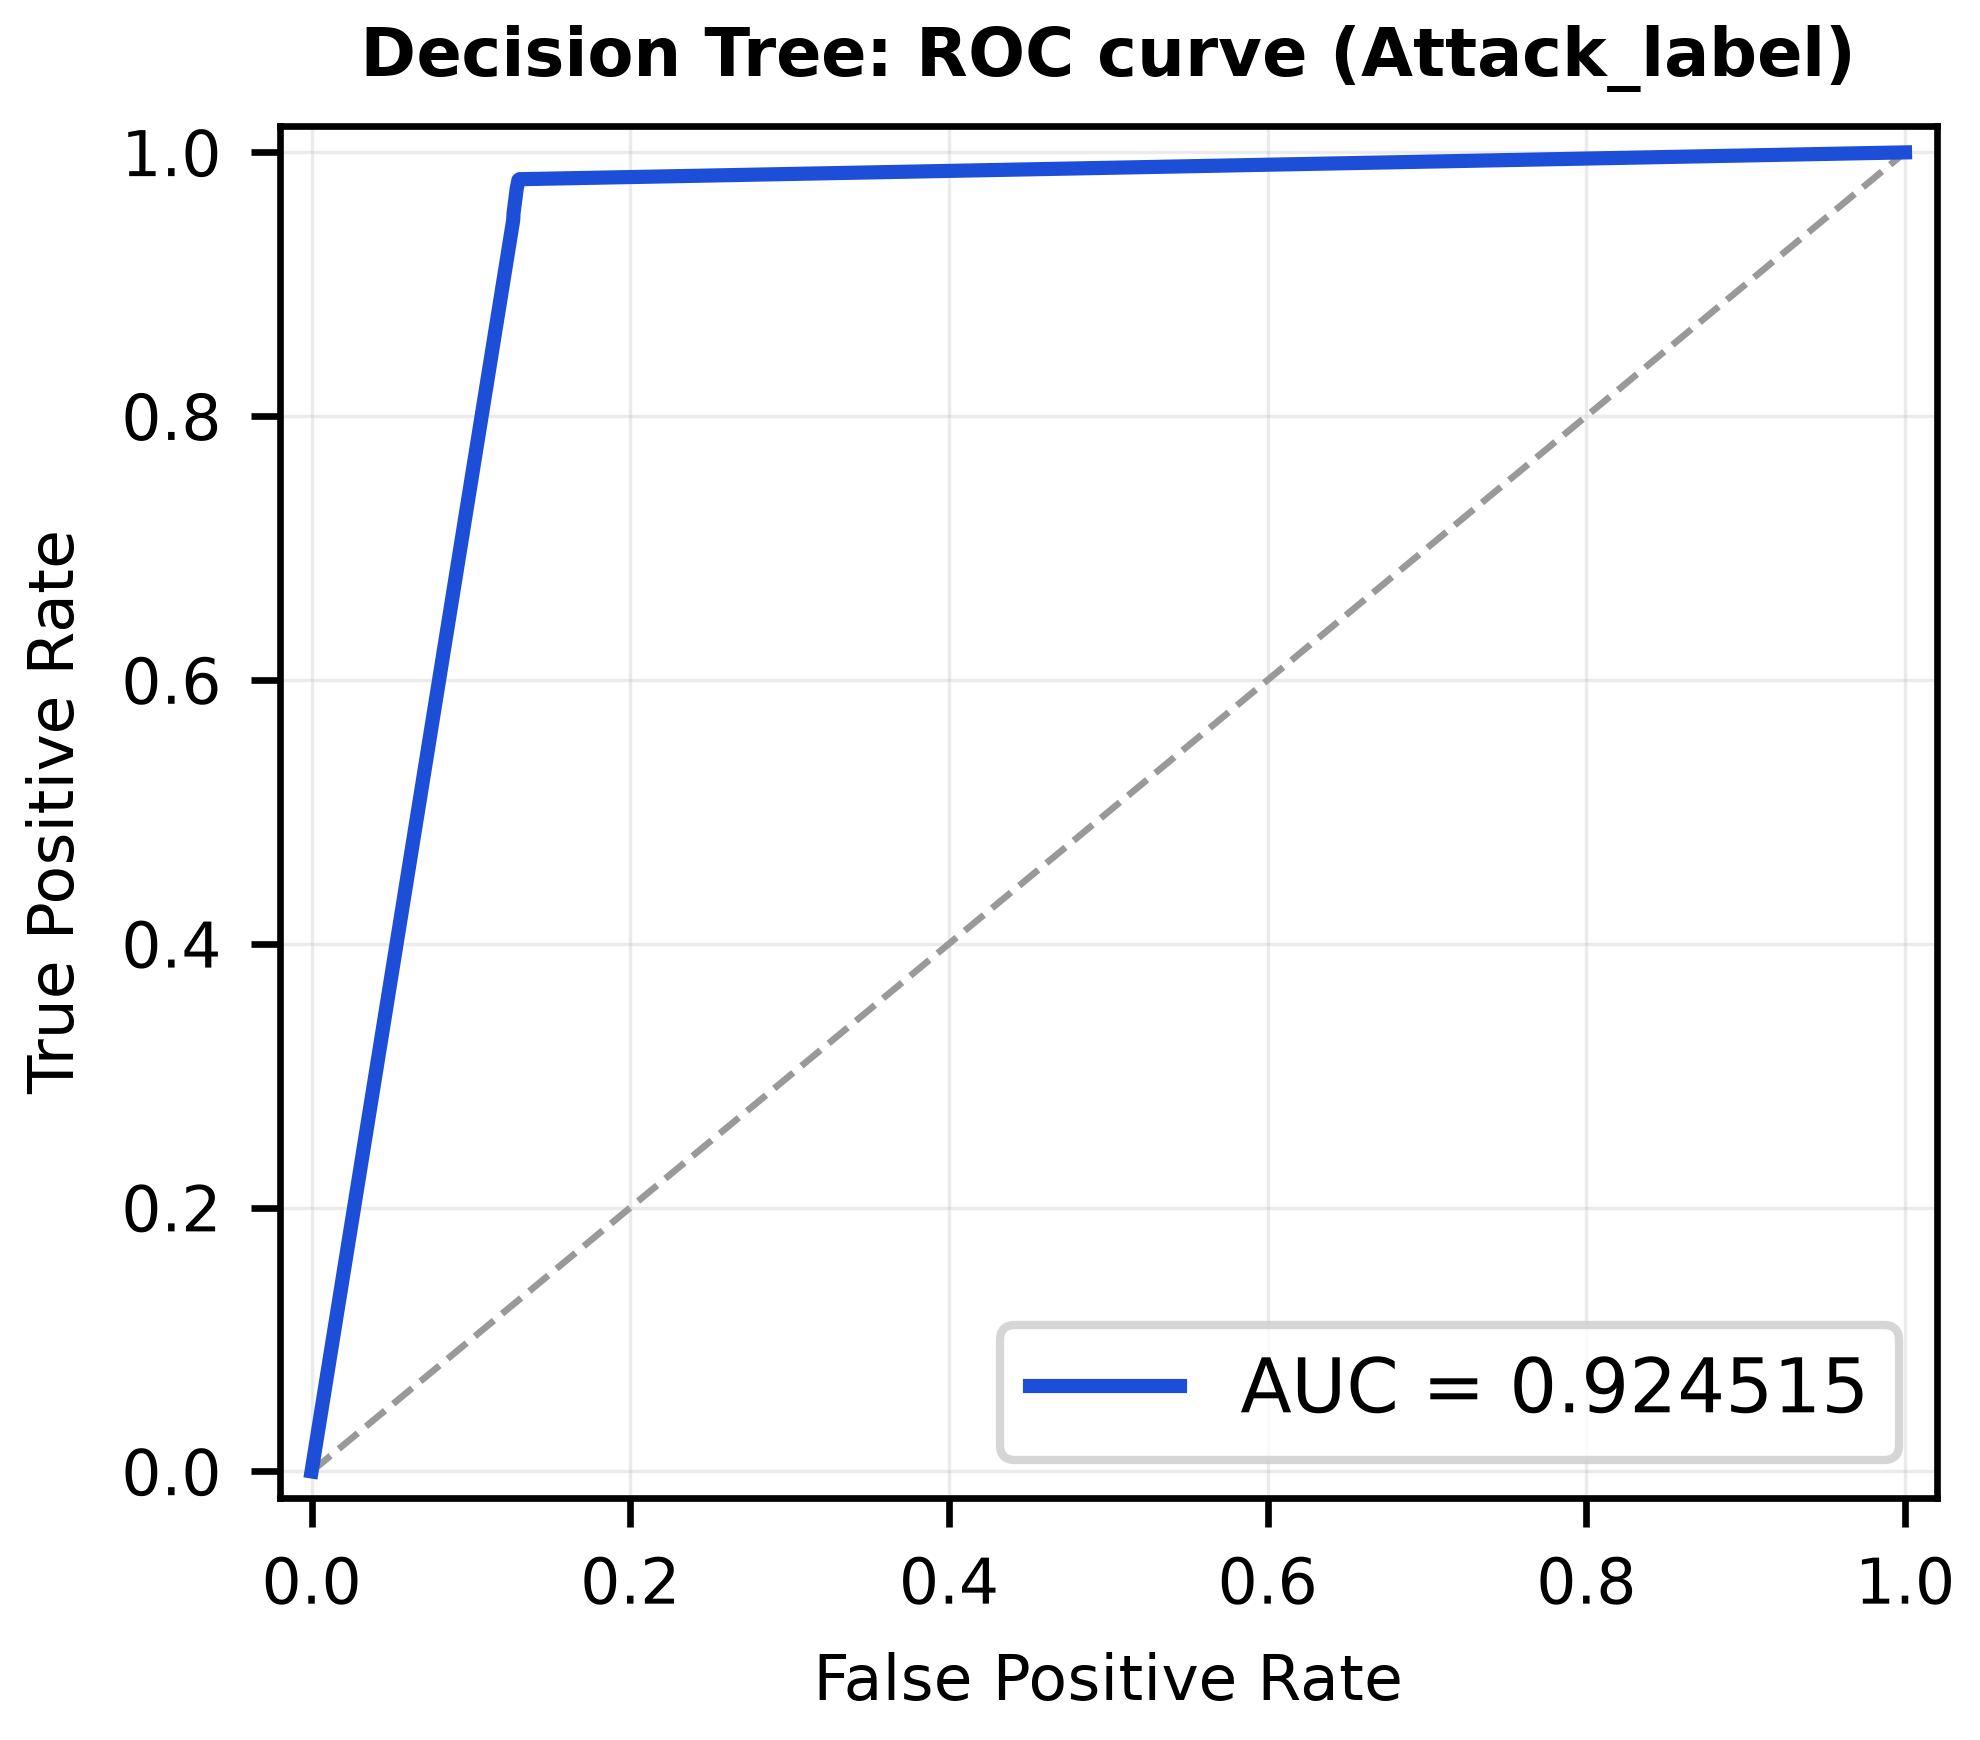 Decision Tree: ROC curve (Attack_label)
1.0
0.8
0.6
0.4
0.2
0.0
True Positive Rate
AUC = 0.924515
0.0 0.2 0.4 0.6 0.8 1.0
False Positive Rate